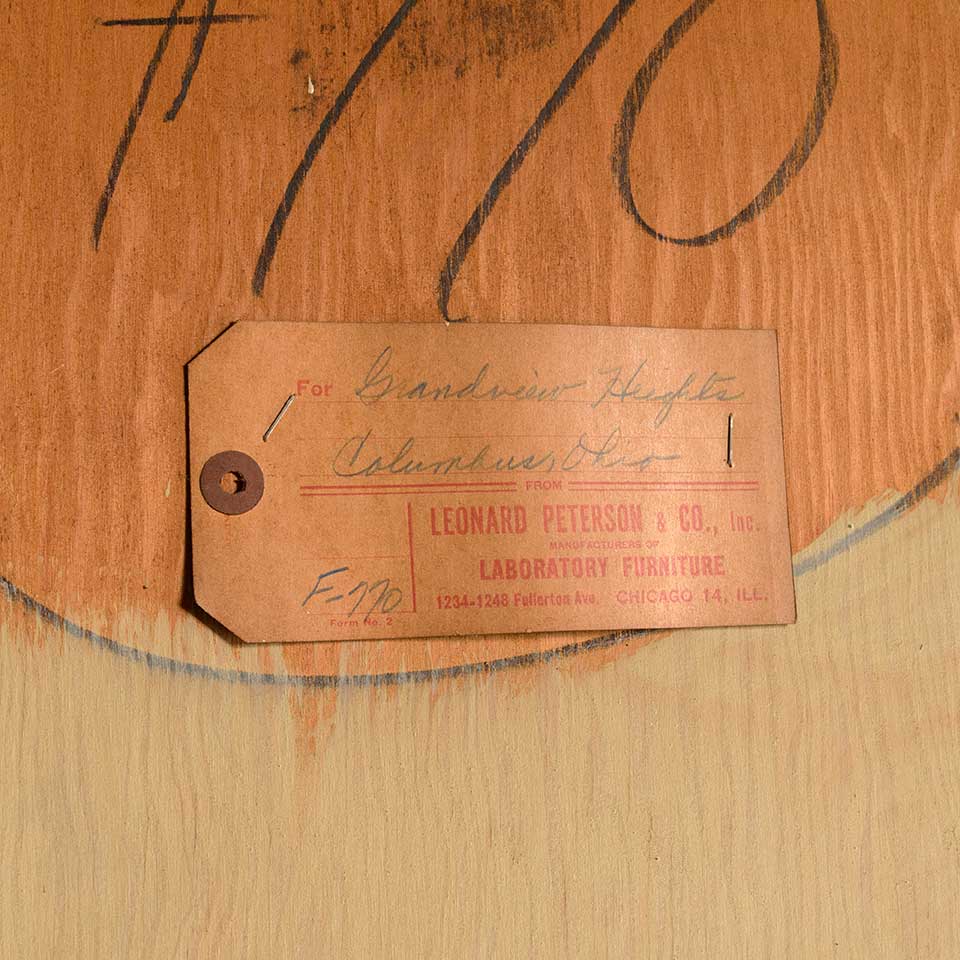 #770
For Grandview Heights
Columbus, Ohio
FROM
LEONARD PETERSON & CO., Inc.
MANUFACTURERS OF
LABORATORY FURNITURE
1234-1248 Fullerton Ave. CHICAGO 14, ILL.
F-770
Form No. 2